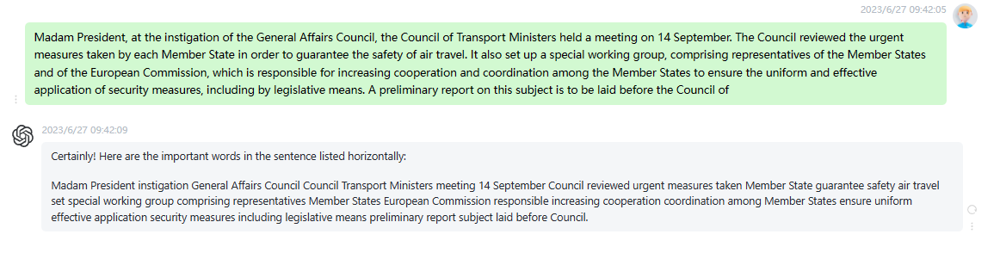 2023/6/27 09:42:05
Madam President, at the instigation of the General Affairs Council, the Council of Transport Ministers held a meeting on 14 September. The Council reviewed the urgent
measures taken by each Member State in order to guarantee the safety of air travel. It also set up a special working group, comprising representatives of the Member States
and of the European Commission, which is responsible for increasing cooperation and coordination among the Member States to ensure the uniform and effective
application of security measures, including by legislative means. A preliminary report on this subject is to be laid before the Council of
2023/6/27 09:42:09
Certainly! Here are the important words in the sentence listed horizontally:
Madam President instigation General Affairs Council Council Transport Ministers meeting 14 September Council reviewed urgent measures taken Member State guarantee safety air travel
set special working group comprising representatives Member States European Commission responsible increasing cooperation coordination among Member States ensure uniform
effective application security measures including legislative means preliminary report subject laid before Council.